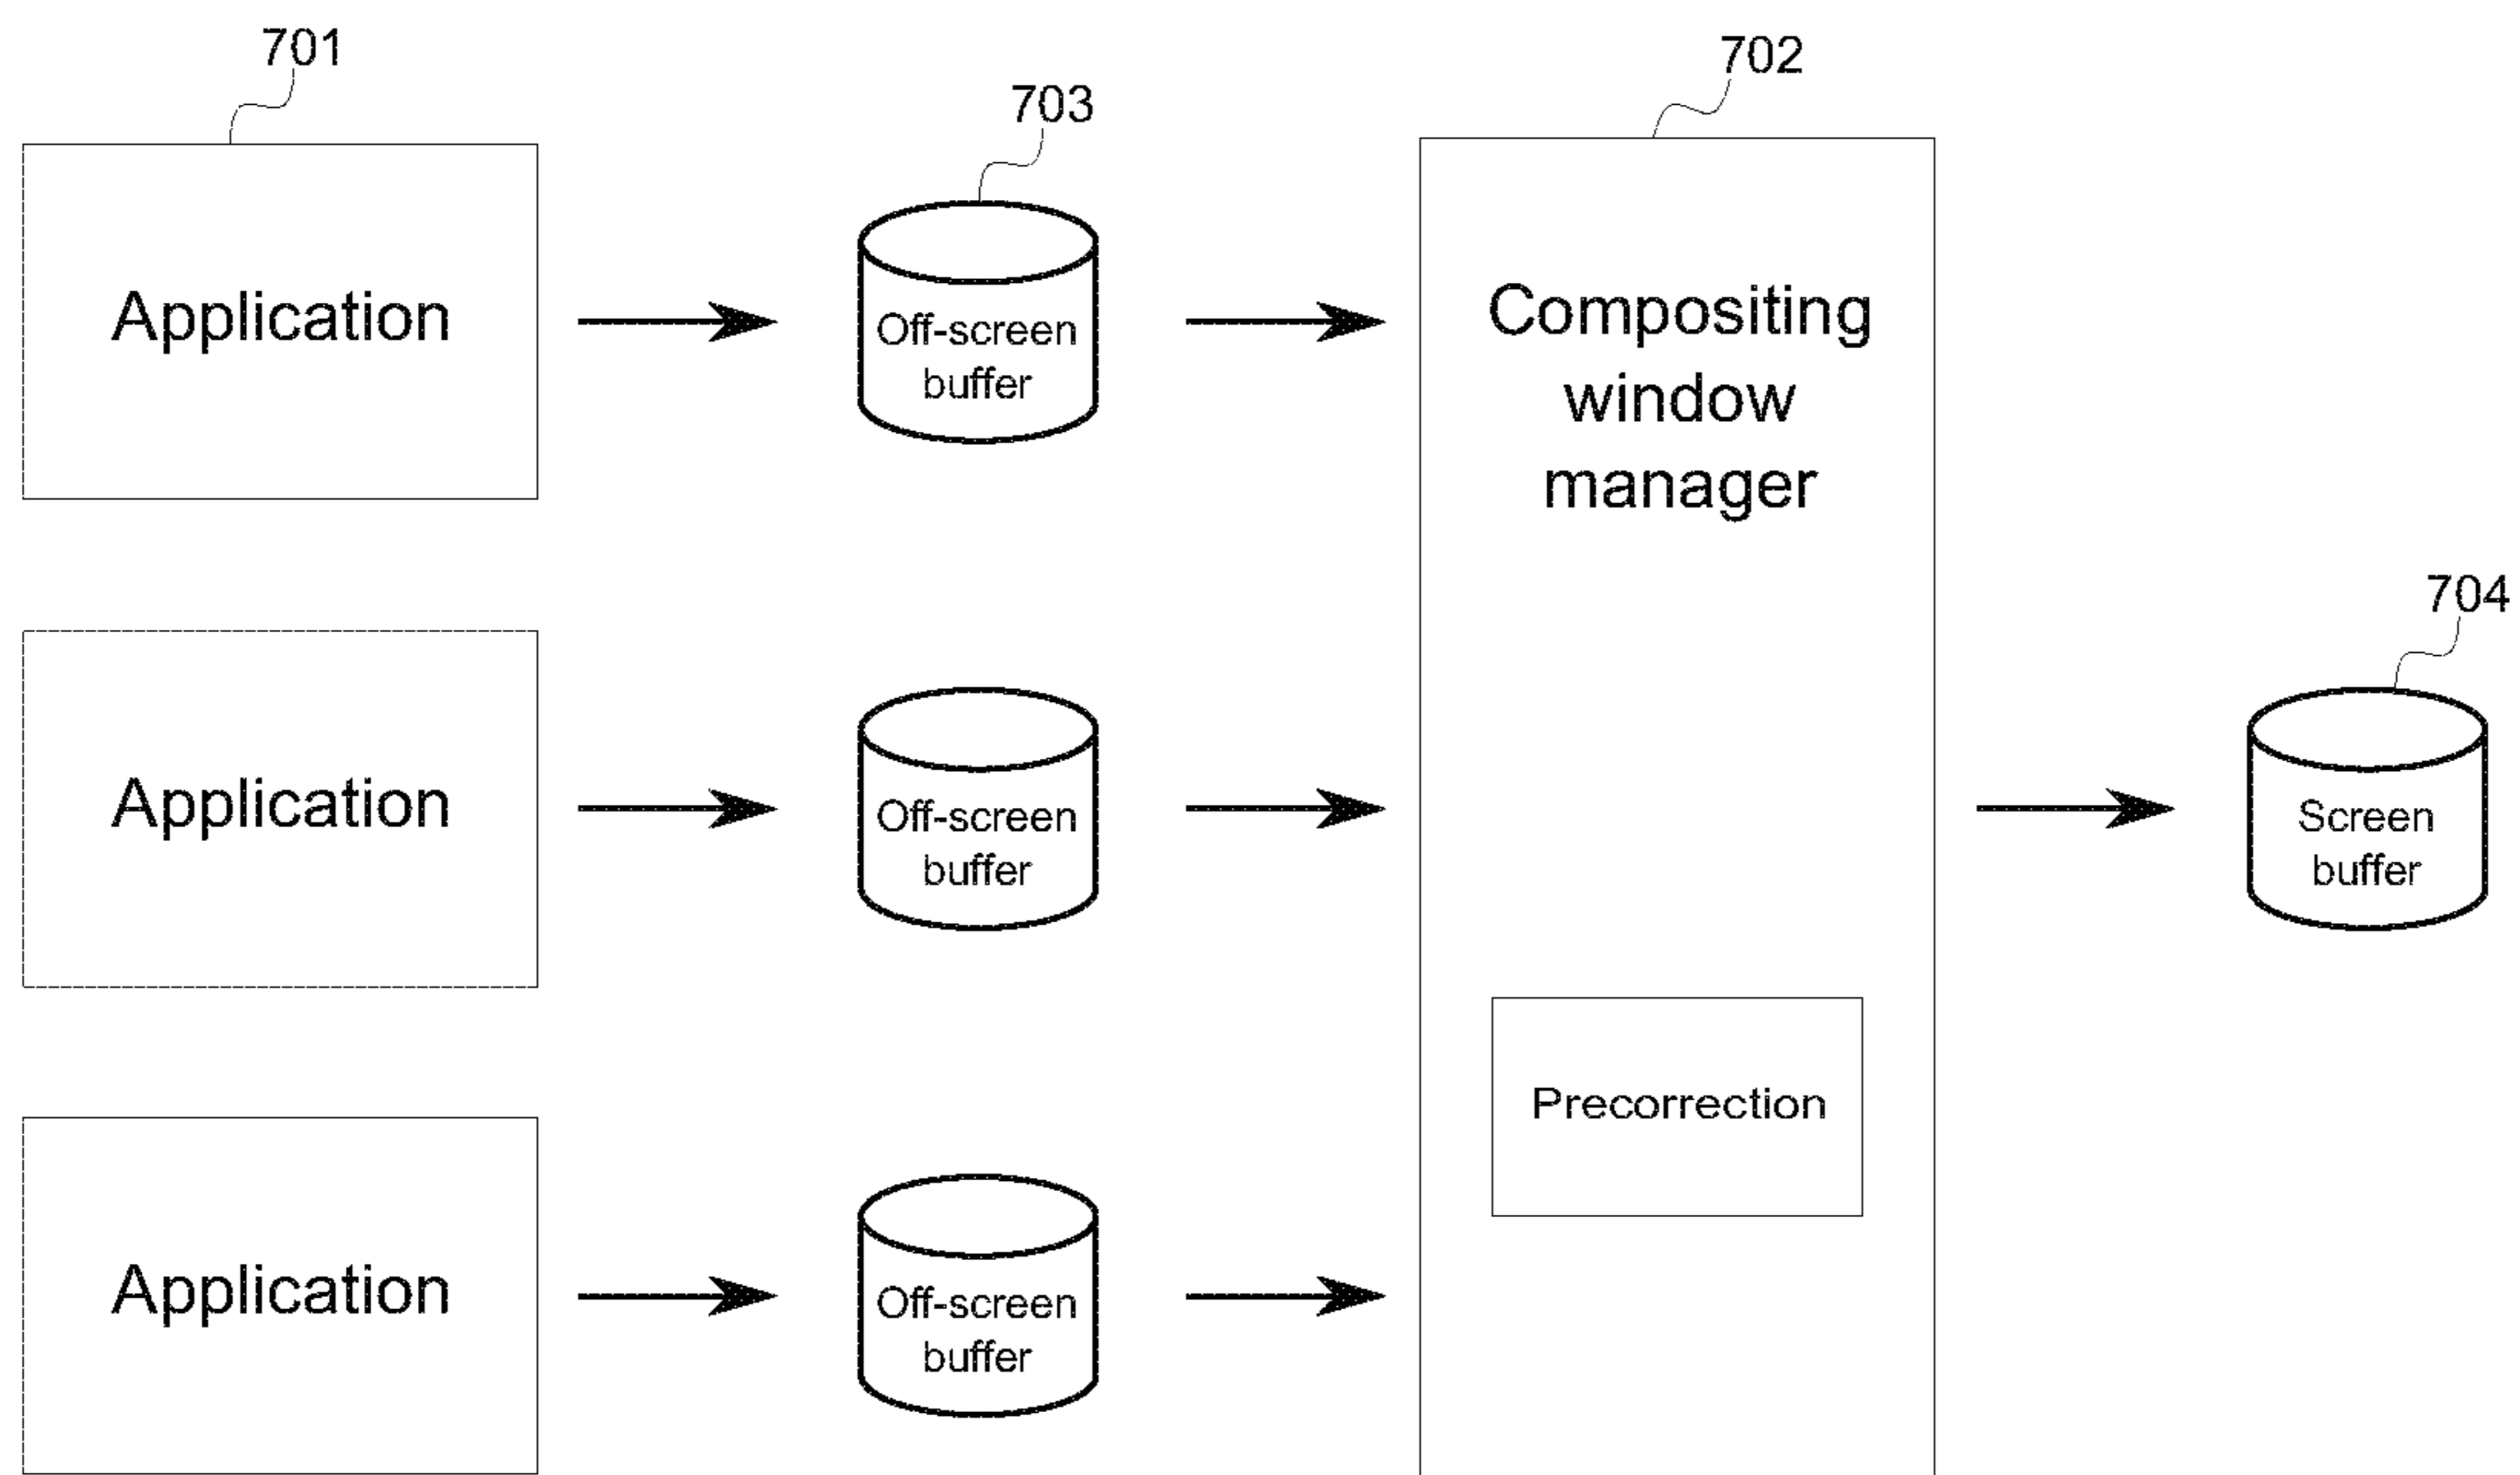 701
703
702
Application
Off-screen
buffer
Compositing
window
manager
704
Application
Off-screen
buffer
Screen
buffer
Precorrection
Application
Off-screen
buffer